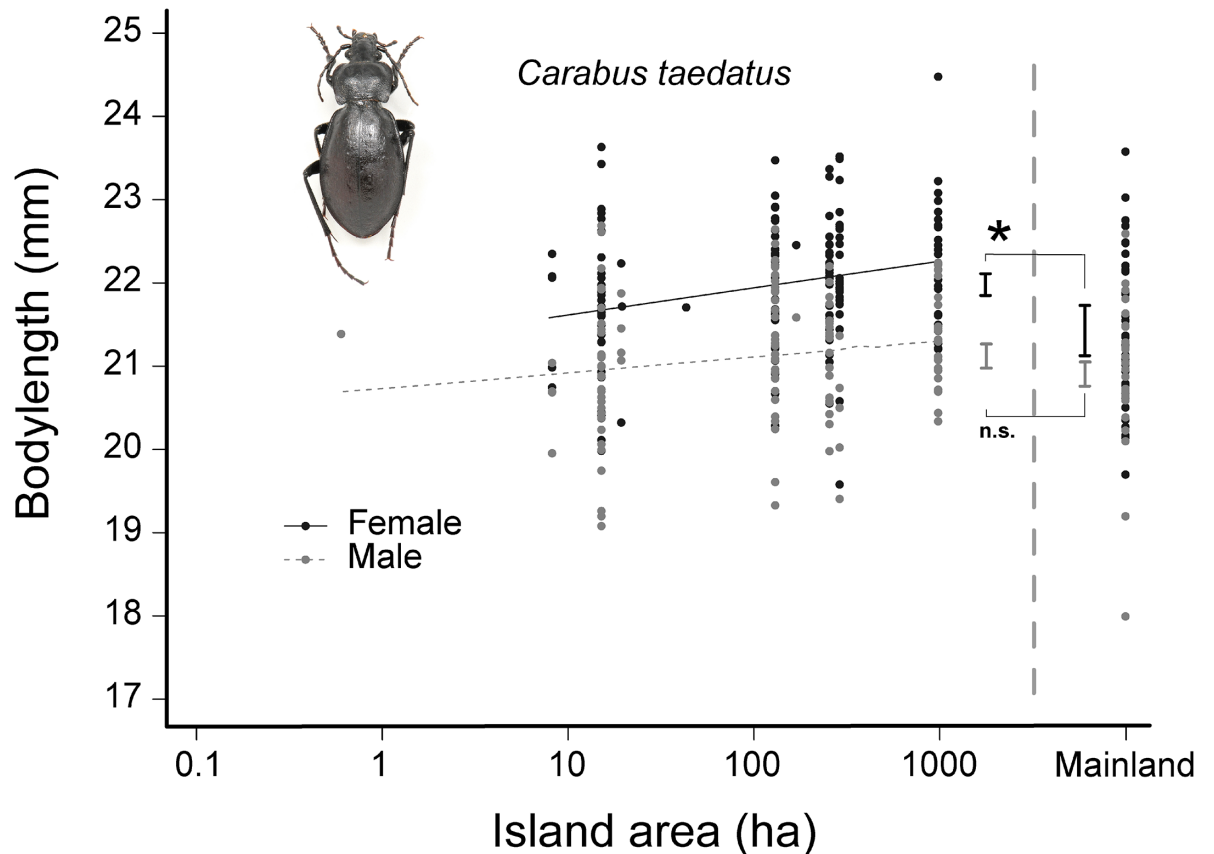 25
Carabus taedatus
24
23
22
21
20
19
18
17
Bodylength (mm)
*
n.s.
Female
Male
0.1 1 10 100 1000 Mainland
Island area (ha)